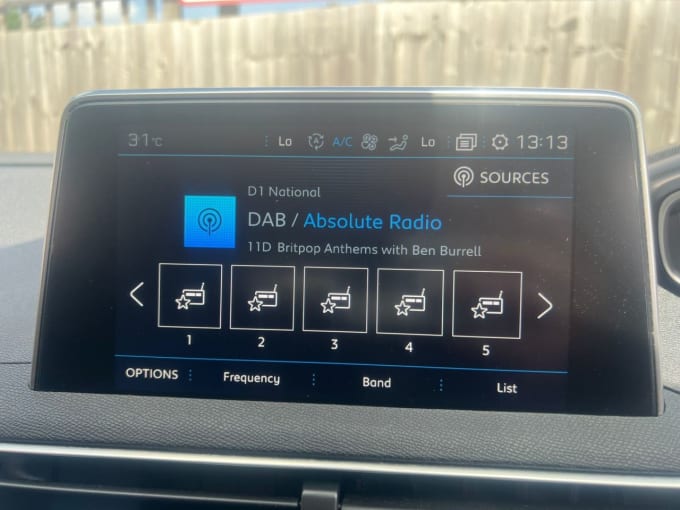 31°C Lo A A/C Lo 13:13
SOURCES
D1 National
DAB / Absolute Radio
11D Britpop Anthems with Ben Burrell
1 2 3 4 5
OPTIONS Frequency Band List